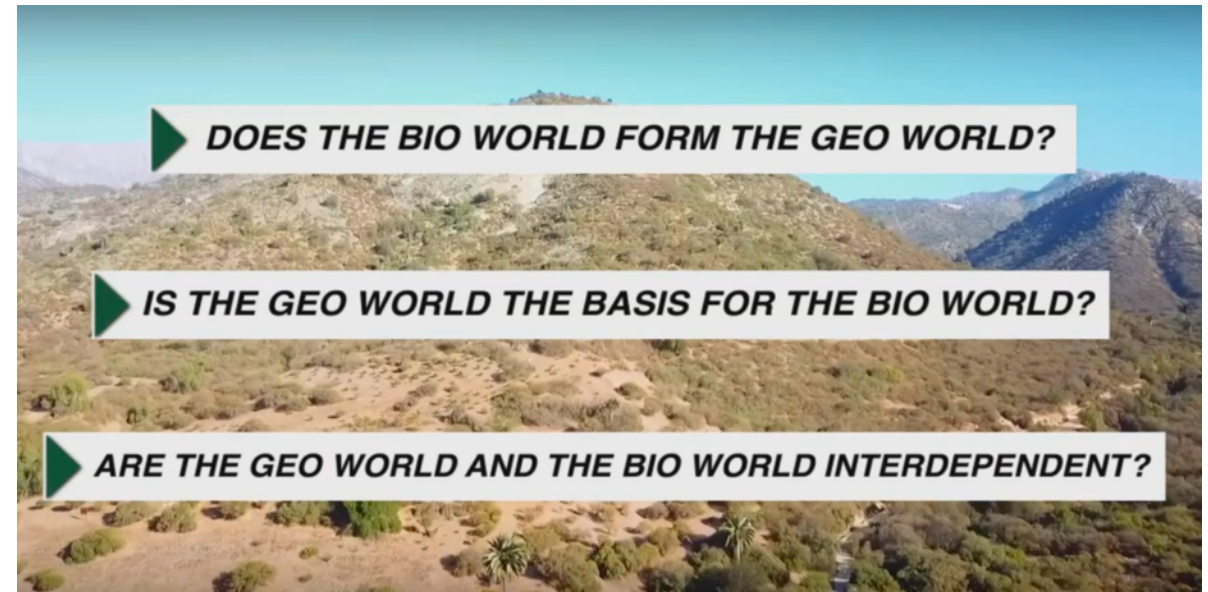 DOES THE BIO WORLD FORM THE GEO WORLD?
IS THE GEO WORLD THE BASIS FOR THE BIO WORLD?
ARE THE GEO WORLD AND THE BIO WORLD INTERDEPENDENT?